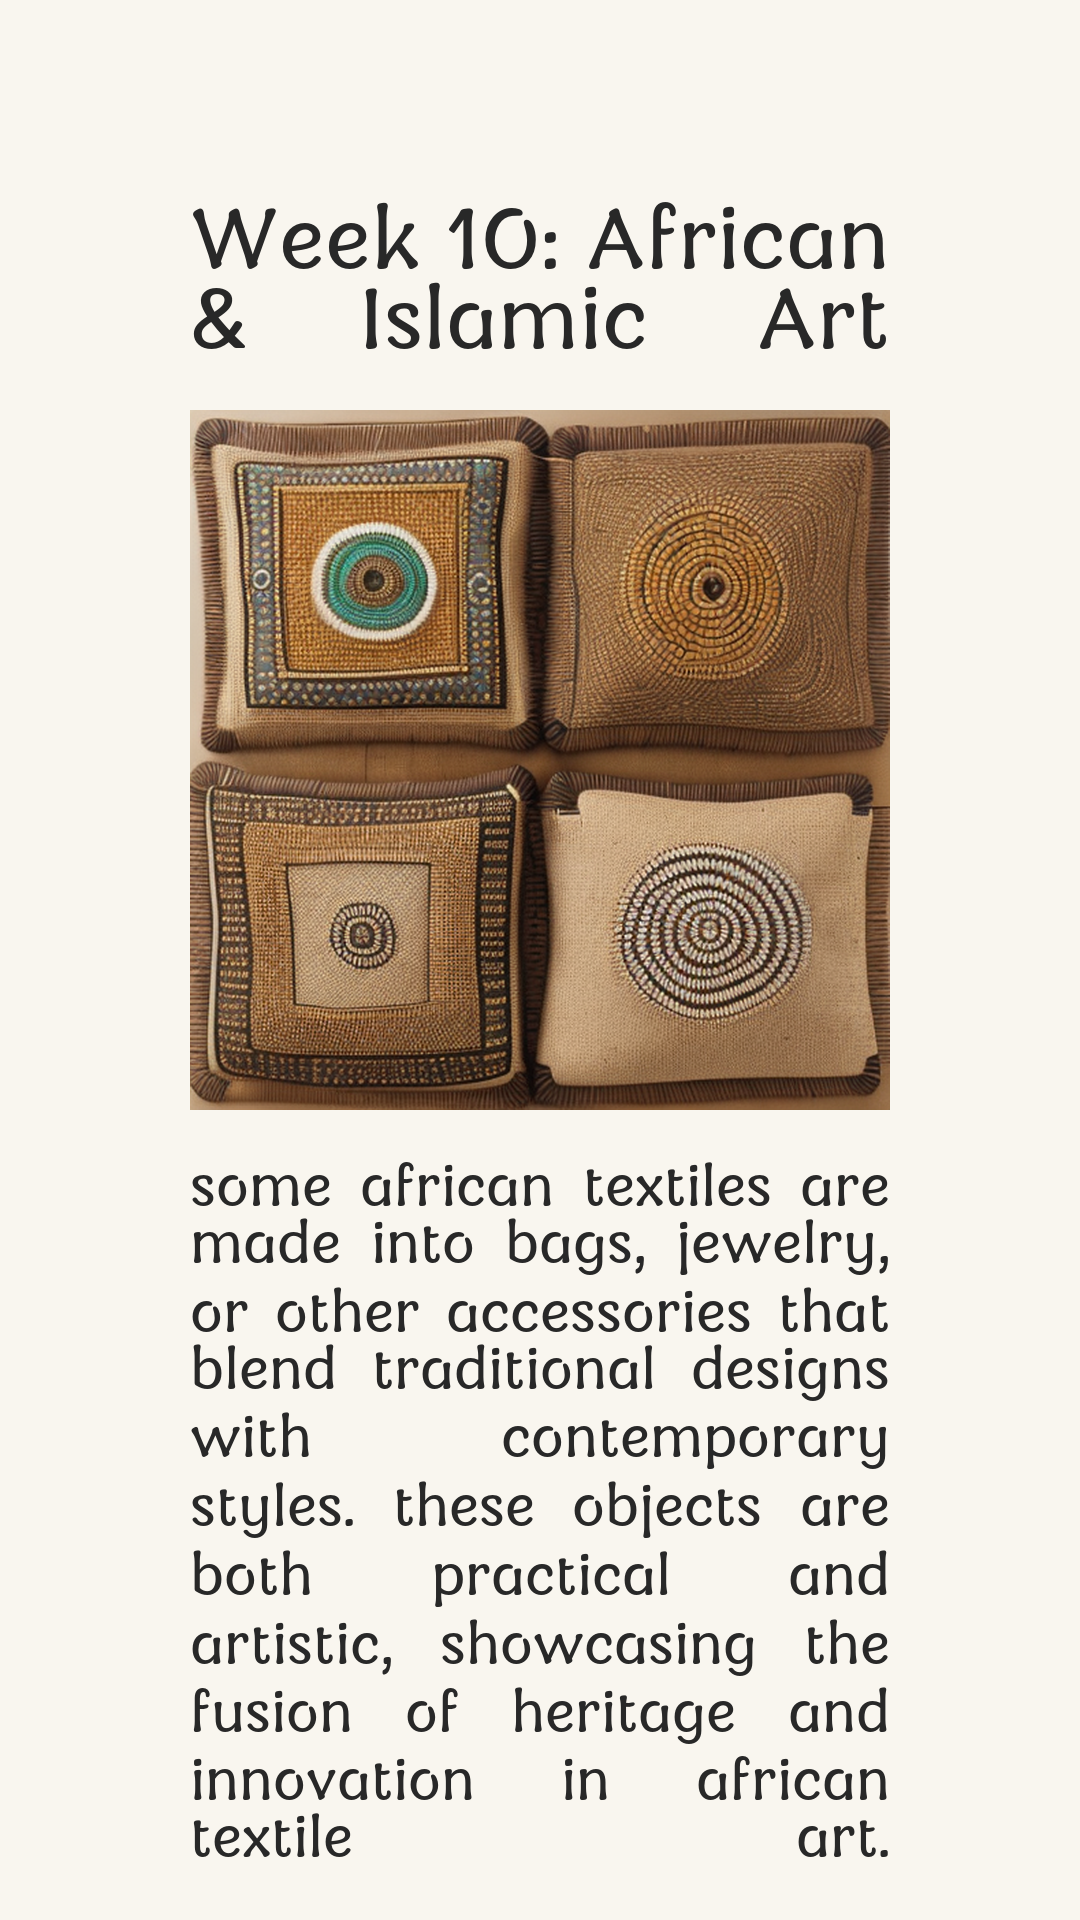 Week 10: African
& Islamic Art
some african textiles are
made into bags, jewelry,
or other accessories that
blend traditional designs
with contemporary
styles. these objects are
both practical and
artistic, showcasing the
fusion of heritage and
innovation in african
textile art.